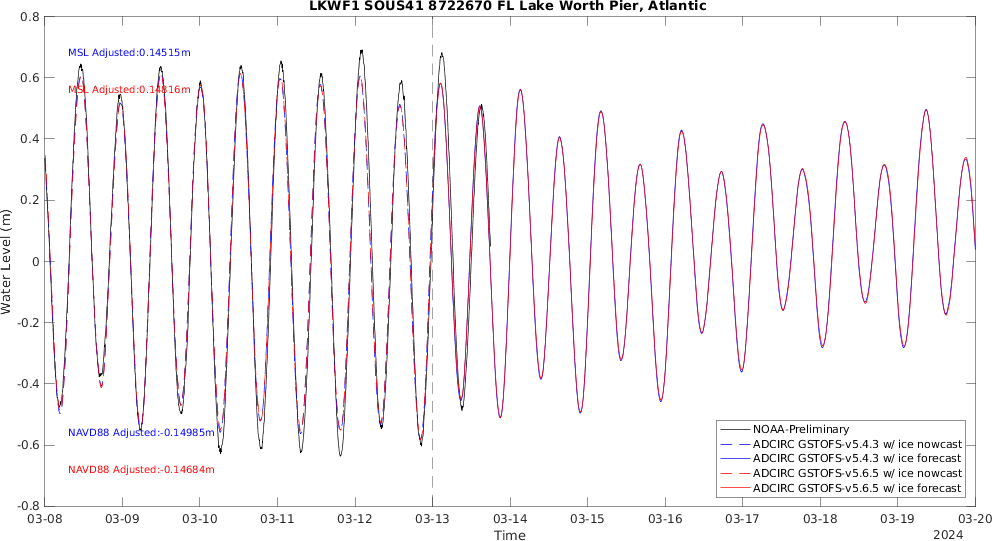 LKWF1 SOUS41 8722670 FL Lake Worth Pier, Atlantic
0.8
0.6
0.4
0.2
0
-0.2
-0.4
-0.6
-0.8
Water Level (m)
MSL Adjusted:0.14515m
MSL Adjusted:0.14816m
NAVD88 Adjusted:-0.14985m
NAVD88 Adjusted:-0.14684m
NOAA-Preliminary
ADCIRC GSTOFS-v5.4.3 w/ ice nowcast
ADCIRC GSTOFS-v5.4.3 w/ ice forecast
ADCIRC GSTOFS-v5.6.5 w/ ice nowcast
ADCIRC GSTOFS-v5.6.5 w/ ice forecast
03-08 03-09 03-10 03-11 03-12 03-13 03-14 03-15 03-16 03-17 03-18 03-19 03-20
Time
2024